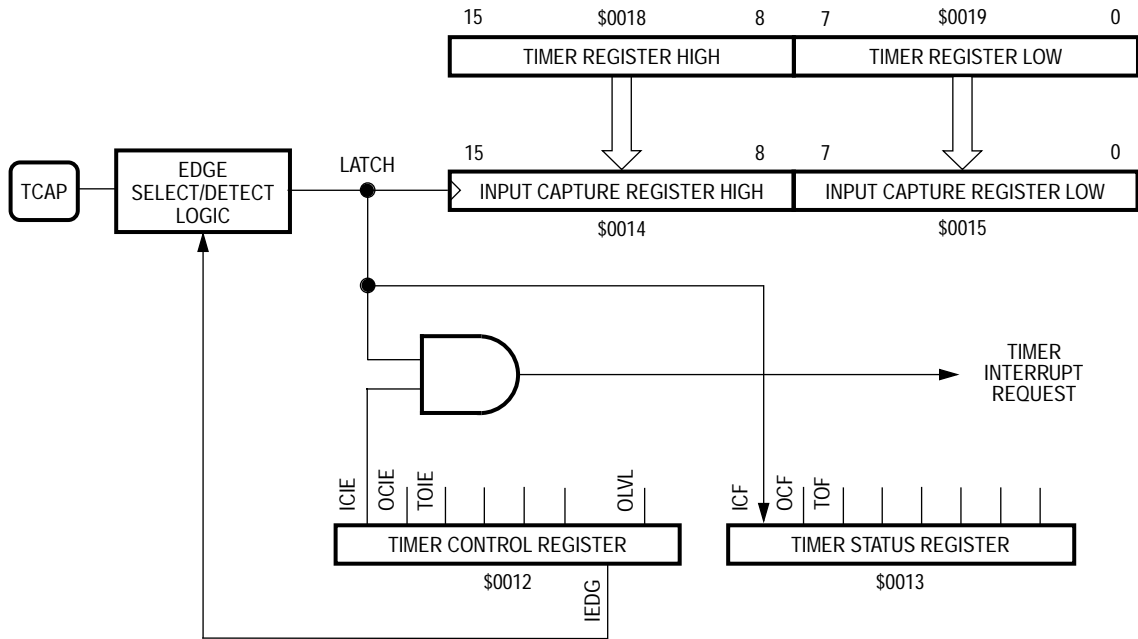 15 $0018 8 7 $0019 0
TIMER REGISTER HIGH TIMER REGISTER LOW
15 8 7 0
TCAP
EDGE
SELECT/DETECT
LOGIC
LATCH
INPUT CAPTURE REGISTER HIGH INPUT CAPTURE REGISTER LOW
$0014 $0015
TIMER
INTERRUPT
REQUEST
ICIE
OCIE
TOIE
OLVL
ICF
OCF
TOF
TIMER CONTROL REGISTER
$0012
IEDG
TIMER STATUS REGISTER
$0013